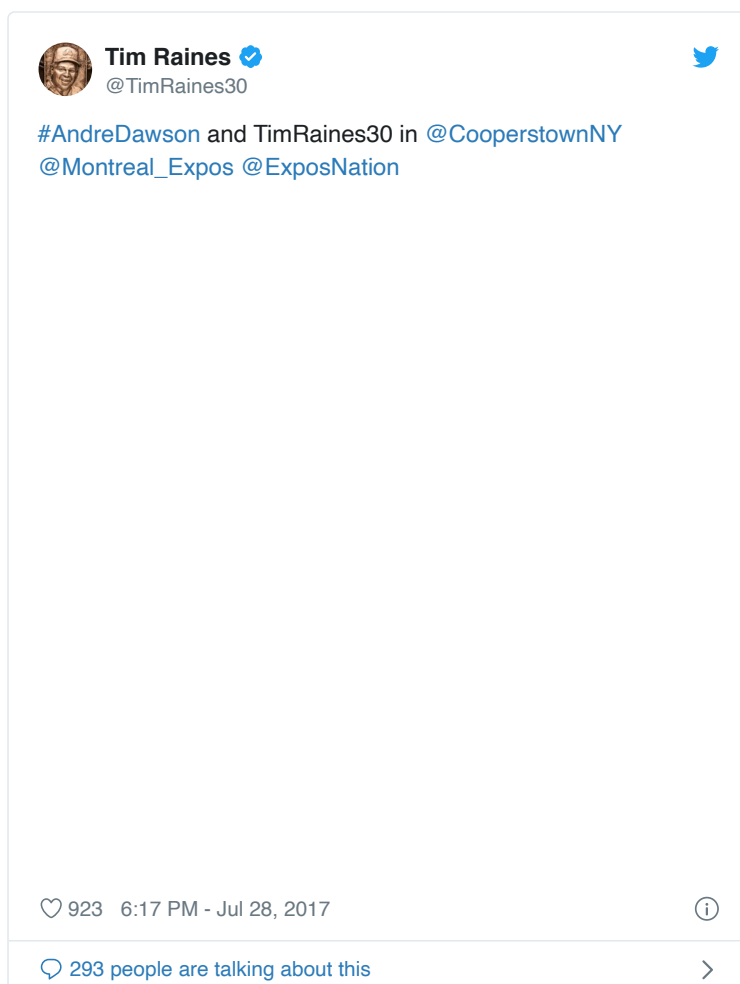 Tim Raines
@TimRaines30
#AndreDawson and TimRaines30 in @CooperstownNY
@Montreal_Expos @ExposNation
923 6:17 PM - Jul 28, 2017
293 people are talking about this